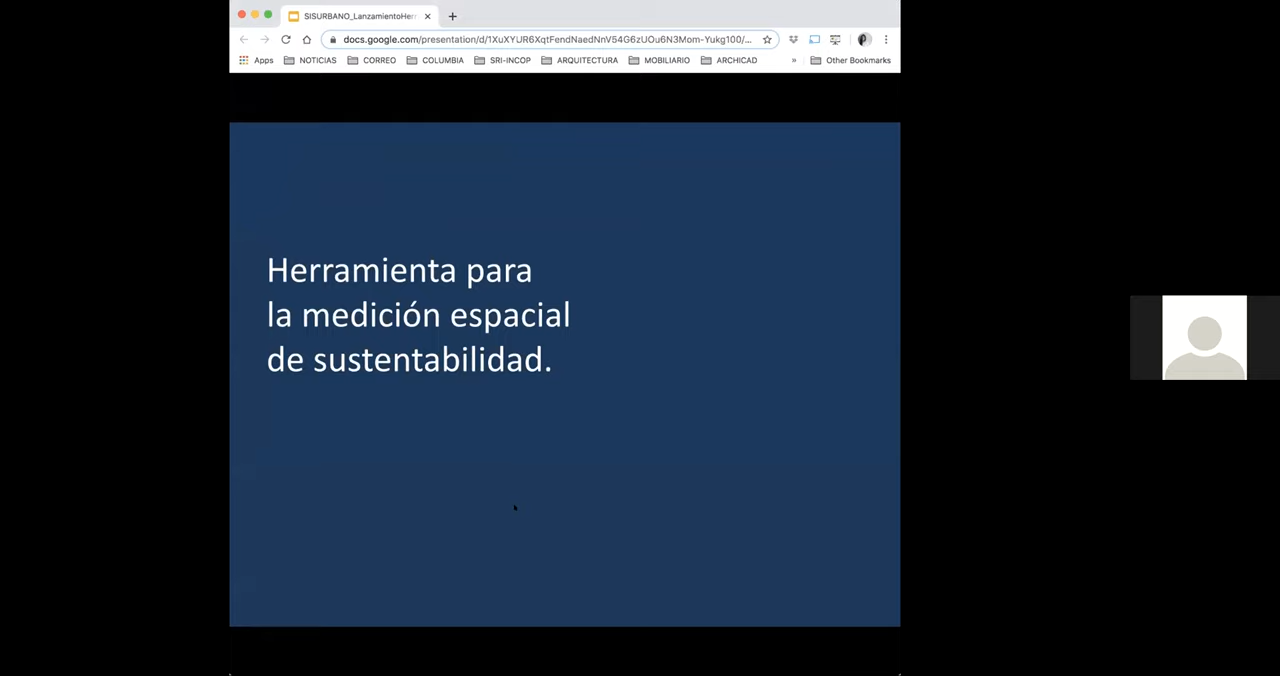 SISURBANO_LanzamientoHerr
docs.google.com/presentation/d/1XuXYUR6XqtFendNaedNnV54G6zUOu6N3Mom-Yukg100/...
Apps NOTICIAS CORREO COLUMBIA SRI-INCOP ARQUITECTURA MOBILIARIO ARCHICAD » Other Bookmarks
Herramienta para
la medición espacial
de sustentabilidad.